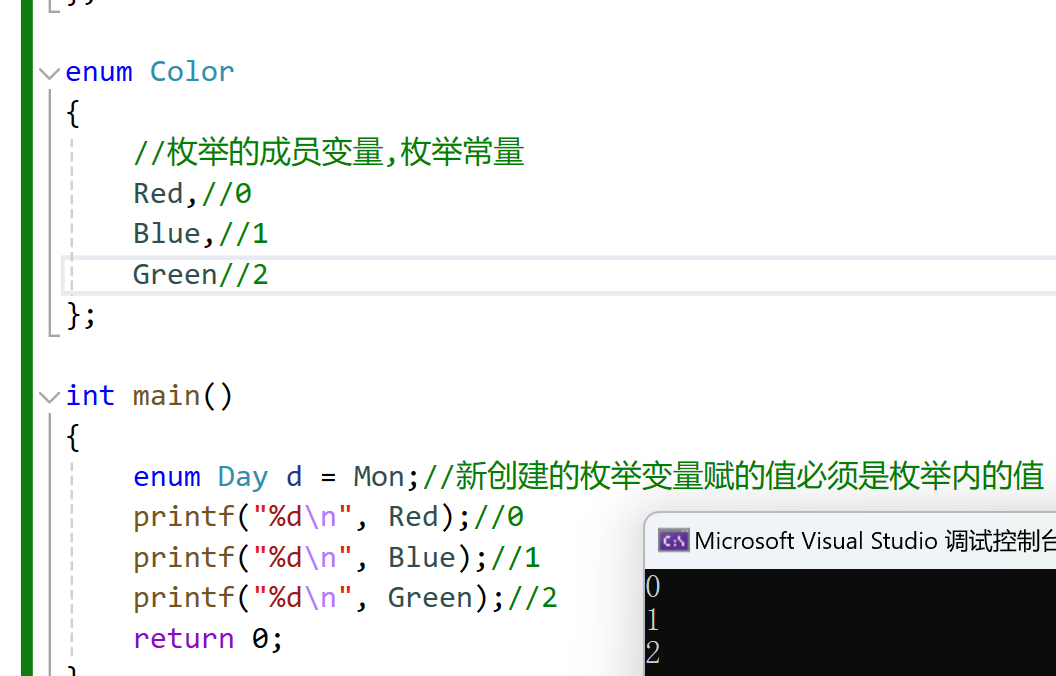 };
enum Color
{
//枚举的成员变量,枚举常量
Red,//0
Blue,//1
Green//2
};
int main()
{
enum Day d = Mon;//新创建的枚举变量赋的值必须是枚举内的值
printf("%d\n", Red);//0
printf("%d\n", Blue);//1
printf("%d\n", Green);//2
return 0;
}
Microsoft Visual Studio 调试控制台
0
1
2